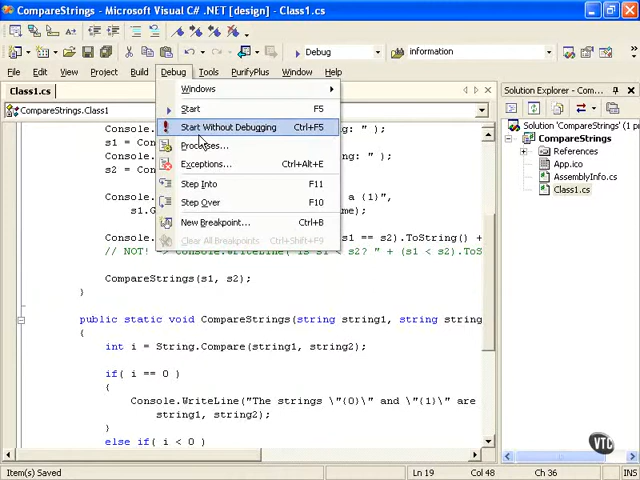 CompareStrings - Microsoft Visual C# .NET [design] - Class1.cs
Debug
information
File Edit View Project Build Debug Tools PurifyPlus Window Help
Class1.cs
CompareStrings.Class1
Windows
Start F5
Start Without Debugging Ctrl+F5
Processes...
Exceptions... Ctrl+Alt+E
Step Into F11
Step Over F10
New Breakpoint... Ctrl+B
Clear All Breakpoints Ctrl+Shift+F9
Console. ng: " );
s1 = Cons
Console. ng: " );
s2 = Cons
Console. a (1)",
s1.G me);
Console. s1 == s2).ToString() +
// NOT! -> Console.WriteLine( "Is s1 < s2? " + (s1 < s2).ToS
CompareStrings(s1, s2);
}
public static void CompareStrings(string string1, string string
{
int i = String.Compare(string1, string2);
if( i == 0 )
{
Console.WriteLine("The strings \"{0}\" and \"{1}\" are
string1, string2);
}
else if( i < 0 )
Solution Explorer - CompareStrings
Solution 'CompareStrings'
CompareStrings
References
App.ico
AssemblyInfo.cs
Class1.cs
VTC
Item(s) Saved Ln 19 Col 48 Ch 36 INS